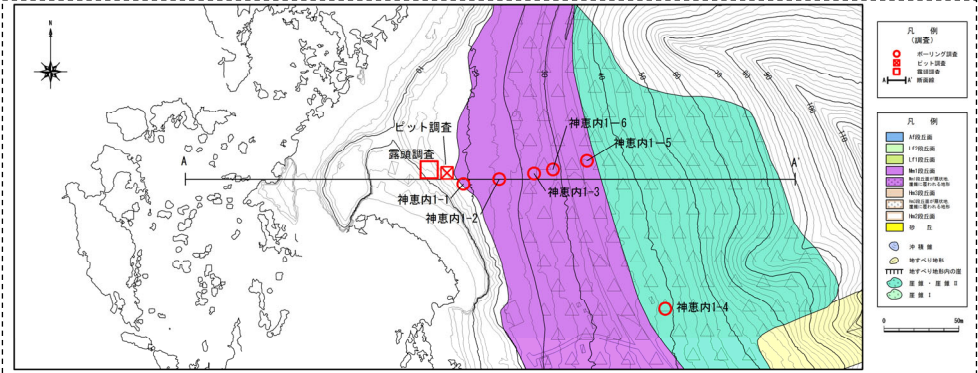 N
ピット調査
露頭調査
A
A'
神恵内1-1
神恵内1-2
神恵内1-3
神恵内1-6
神恵内1-5
神恵内1-4
凡 例
(調査)
ボーリング調査
ピット調査
露頭調査
A A' 断面線
凡 例
Af段丘面
Lf1段丘面
Mm1段丘面
Hm3段丘面
Hm2段丘面
砂 丘
沖 積 錐
地すべり地形
地すべり地形内の崖
崖 錐 ・ 崖 錐 II
崖 錐 I
0 50m